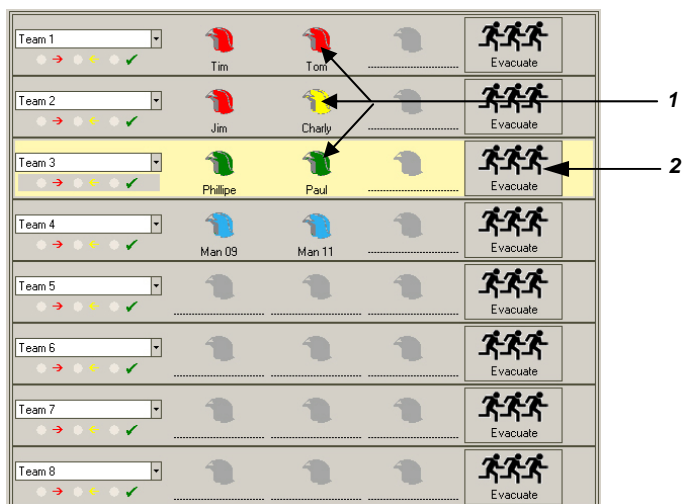 Team 1
Tim Tom Evacuate
Team 2
1
Jim Charly Evacuate
Team 3
2
Phillipe Paul Evacuate
Team 4
Man 09 Man 11 Evacuate
Team 5
Evacuate
Team 6
Evacuate
Team 7
Evacuate
Team 8
Evacuate